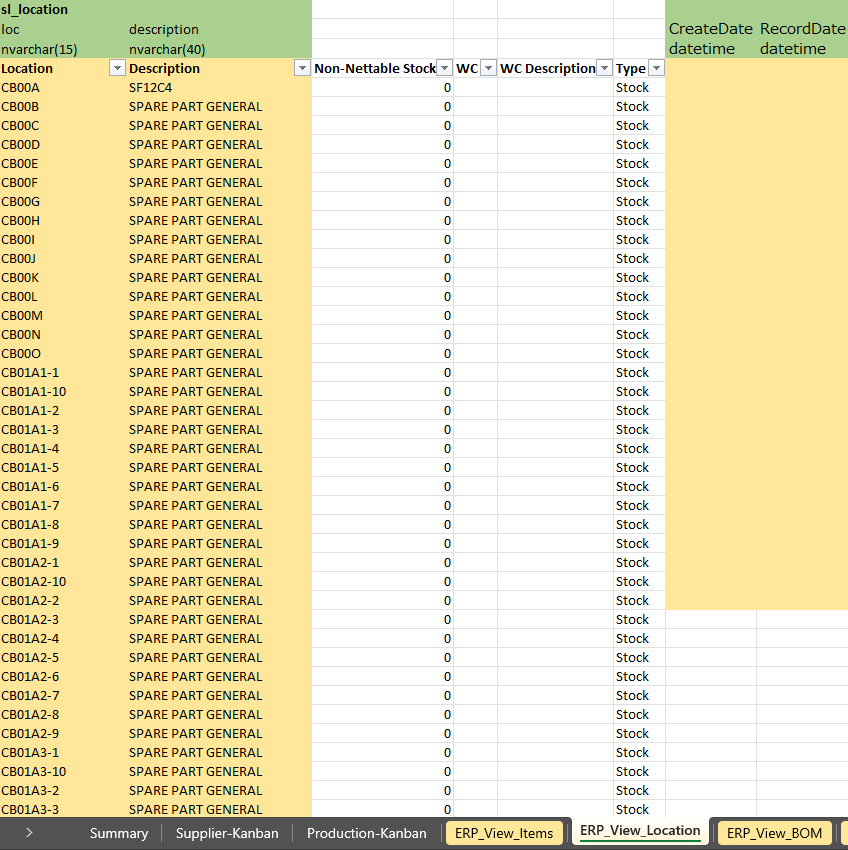 sl_location
loc description CreateDate RecordDate
nvarchar(15) nvarchar(40) datetime datetime
Location Description Non-Nettable Stock WC WC Description Type
CB00A SF12C4 0 Stock
CB00B SPARE PART GENERAL 0 Stock
CB00C SPARE PART GENERAL 0 Stock
CB00D SPARE PART GENERAL 0 Stock
CB00E SPARE PART GENERAL 0 Stock
CB00F SPARE PART GENERAL 0 Stock
CB00G SPARE PART GENERAL 0 Stock
CB00H SPARE PART GENERAL 0 Stock
CB00I SPARE PART GENERAL 0 Stock
CB00J SPARE PART GENERAL 0 Stock
CB00K SPARE PART GENERAL 0 Stock
CB00L SPARE PART GENERAL 0 Stock
CB00M SPARE PART GENERAL 0 Stock
CB00N SPARE PART GENERAL 0 Stock
CB00O SPARE PART GENERAL 0 Stock
CB01A1-1 SPARE PART GENERAL 0 Stock
CB01A1-10 SPARE PART GENERAL 0 Stock
CB01A1-2 SPARE PART GENERAL 0 Stock
CB01A1-3 SPARE PART GENERAL 0 Stock
CB01A1-4 SPARE PART GENERAL 0 Stock
CB01A1-5 SPARE PART GENERAL 0 Stock
CB01A1-6 SPARE PART GENERAL 0 Stock
CB01A1-7 SPARE PART GENERAL 0 Stock
CB01A1-8 SPARE PART GENERAL 0 Stock
CB01A1-9 SPARE PART GENERAL 0 Stock
CB01A2-1 SPARE PART GENERAL 0 Stock
CB01A2-10 SPARE PART GENERAL 0 Stock
CB01A2-2 SPARE PART GENERAL 0 Stock
CB01A2-3 SPARE PART GENERAL 0 Stock
CB01A2-4 SPARE PART GENERAL 0 Stock
CB01A2-5 SPARE PART GENERAL 0 Stock
CB01A2-6 SPARE PART GENERAL 0 Stock
CB01A2-7 SPARE PART GENERAL 0 Stock
CB01A2-8 SPARE PART GENERAL 0 Stock
CB01A2-9 SPARE PART GENERAL 0 Stock
CB01A3-1 SPARE PART GENERAL 0 Stock
CB01A3-10 SPARE PART GENERAL 0 Stock
CB01A3-2 SPARE PART GENERAL 0 Stock
CB01A3-3 SPARE PART GENERAL 0 Stock
Summary Supplier-Kanban Production-Kanban ERP_View_Items ERP_View_Location ERP_View_BOM